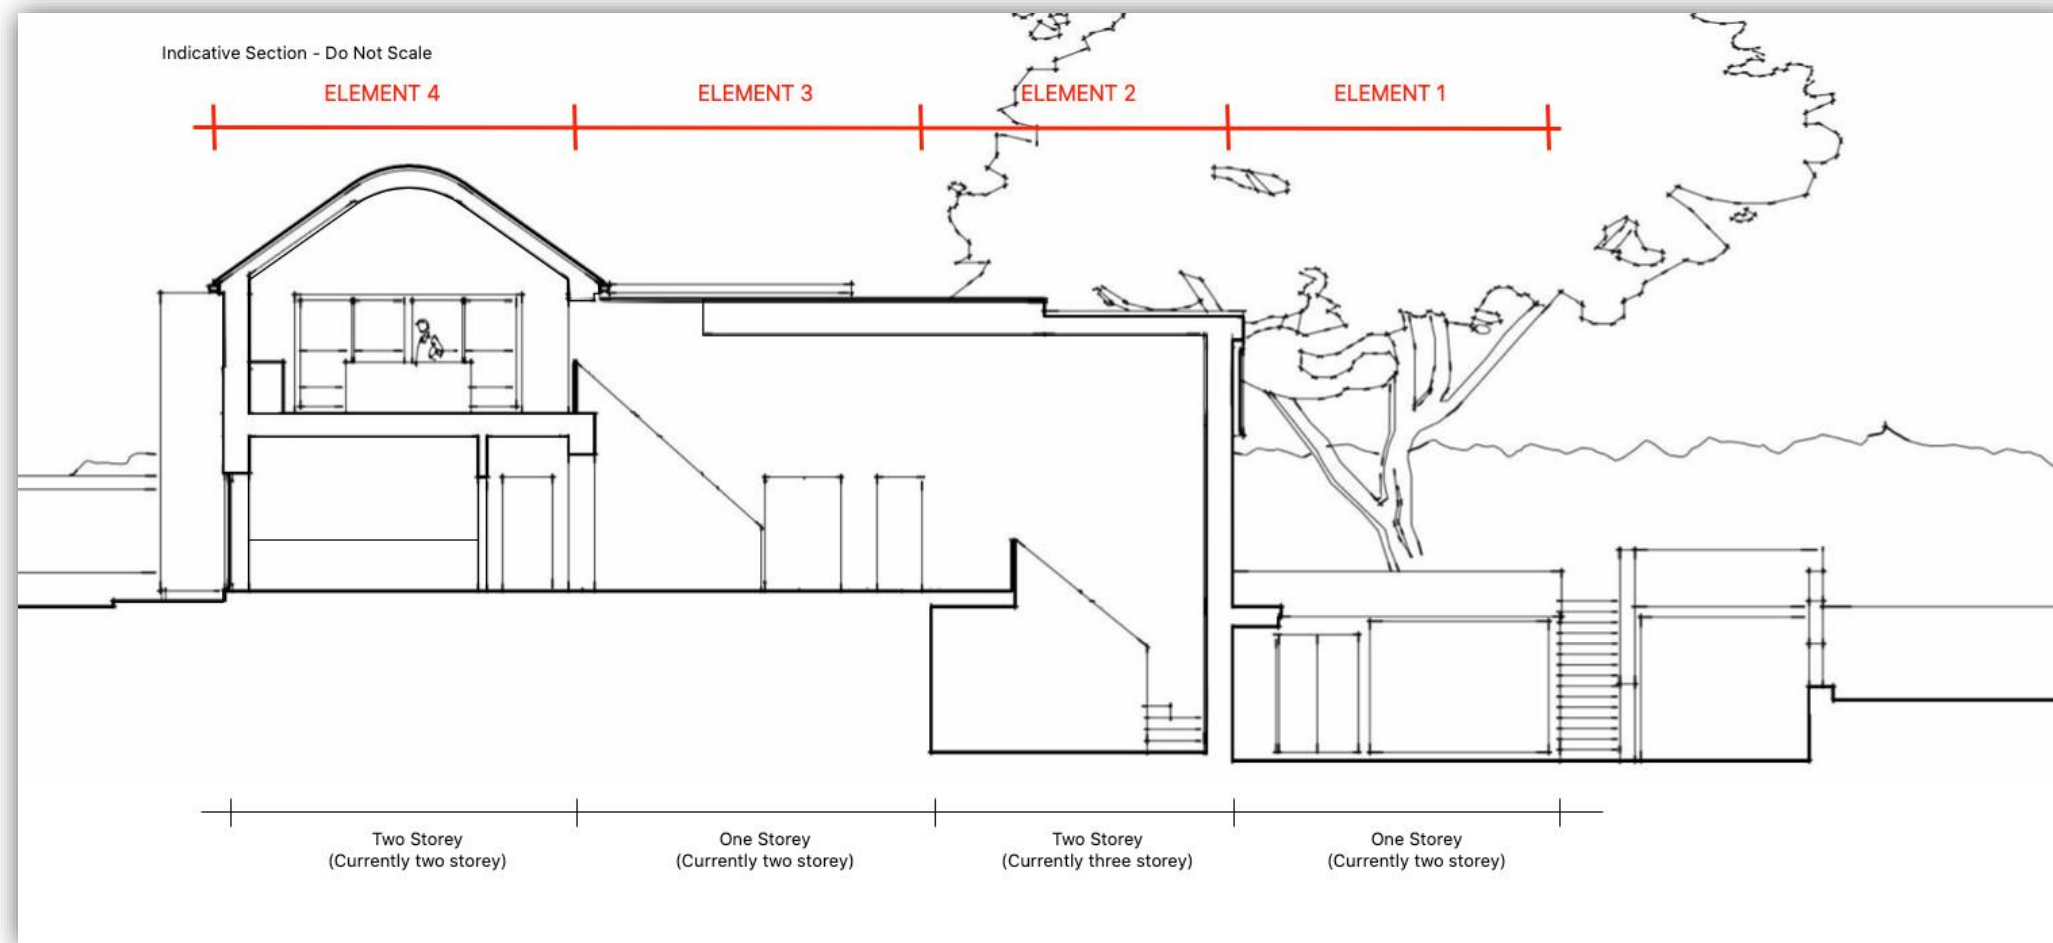 Indicative Section - Do Not Scale
ELEMENT 4
ELEMENT 3
ELEMENT 2
ELEMENT 1
Two Storey
(Currently two storey)
One Storey
(Currently two storey)
Two Storey
(Currently three storey)
One Storey
(Currently two storey)